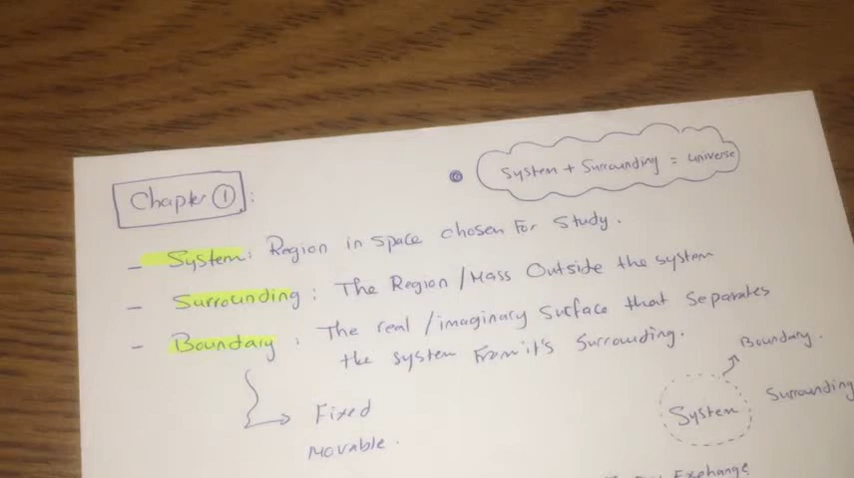 Chapter 1 :
System + Surrounding = universe
- System: Region in space chosen For Study.
- Surrounding : The Region / Mass Outside the system
- Boundary : The real / imaginary Surface that separates
the system From it's Surrounding.
Fixed
Movable.
Boundary.
System
Surrounding
Exchange